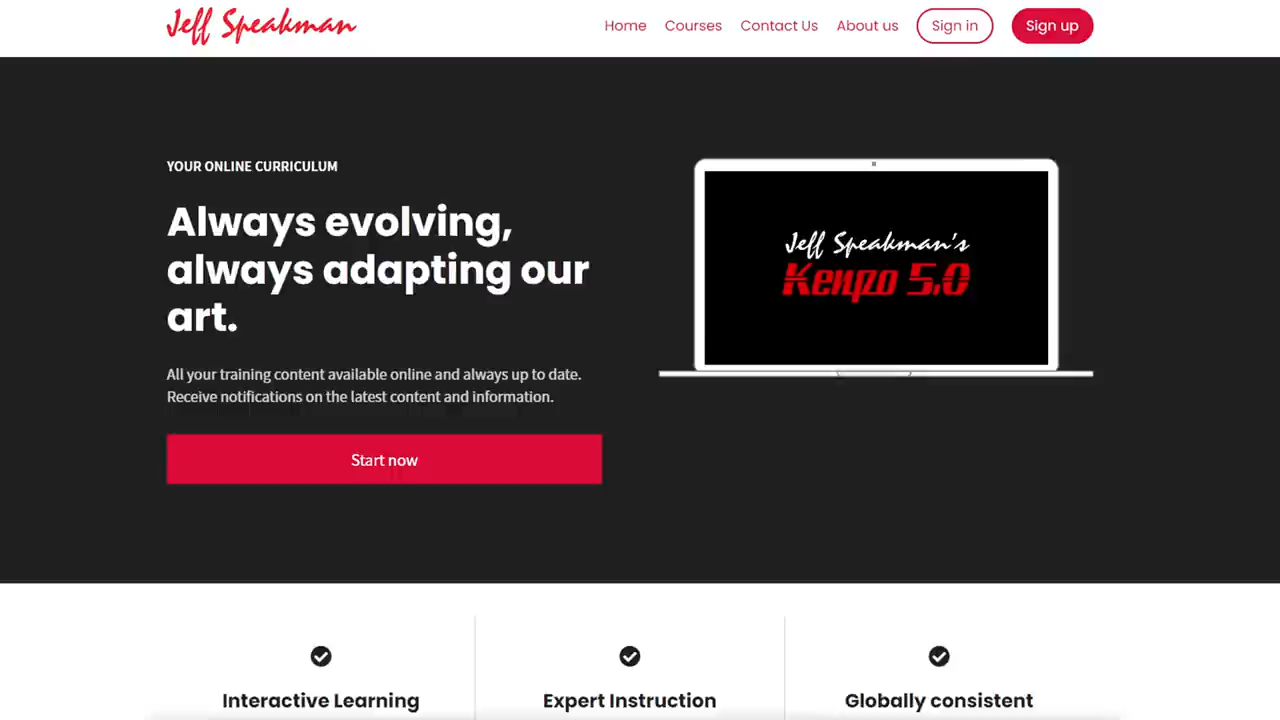 Jeff Speakman
Home Courses Contact Us About us Sign in Sign up
YOUR ONLINE CURRICULUM
Always evolving,
always adapting our
art.
All your training content available online and always up to date.
Receive notifications on the latest content and information.
Start now
Jeff Speakman's
Kenpo 5.0
Interactive Learning
Expert Instruction
Globally consistent